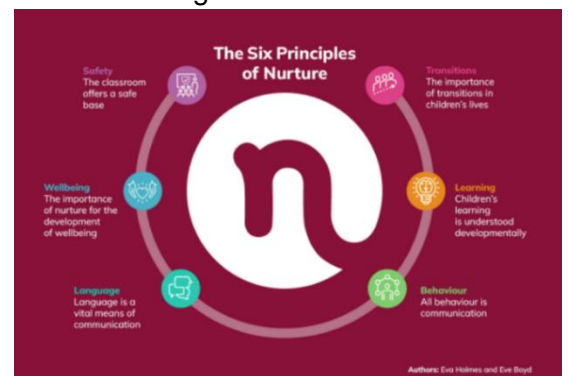 The Six Principles
of Nurture
Safety
The classroom
offers a safe
base
Transitions
The importance
of transitions in
children's lives
Wellbeing
The importance
of nurture for the
development
of wellbeing
Learning
Children's
learning
is understood
developmentally
Language
Language is a
vital means of
communication
Behaviour
All behaviour is
communication
n
Authors: Eva Holmes and Eve Boyd